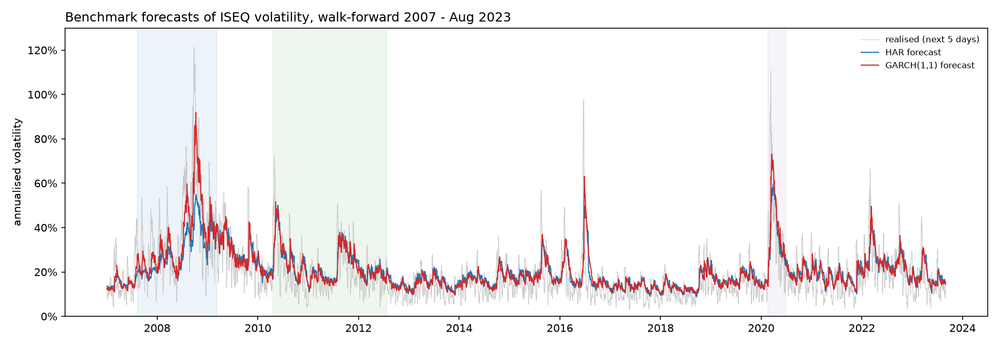 Benchmark forecasts of ISEQ volatility, walk-forward 2007 - Aug 2023
realised (next 5 days)
HAR forecast
GARCH(1,1) forecast
annualised volatility
120%
100%
80%
60%
40%
20%
0%
2008 2010 2012 2014 2016 2018 2020 2022 2024